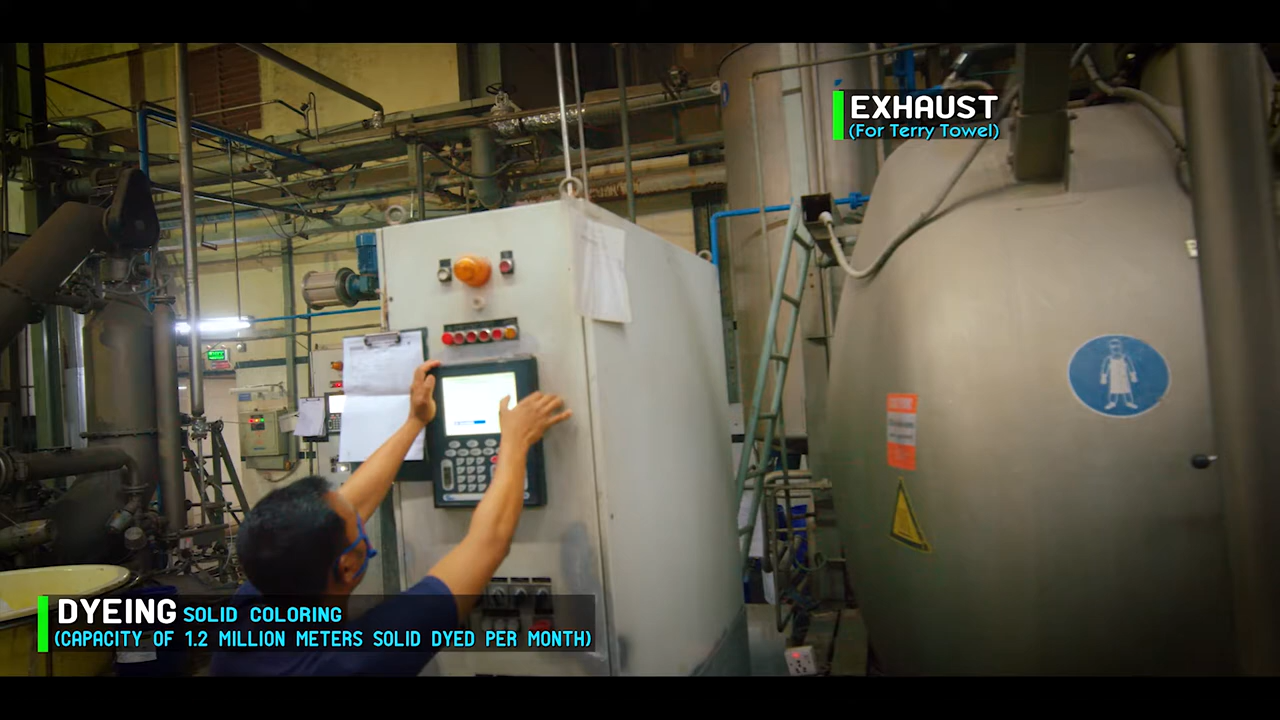 EXHAUST
(For Terry Towel)
DYEING SOLID COLORING
(CAPACITY OF 1.2 MILLION METERS SOLID DYED PER MONTH)